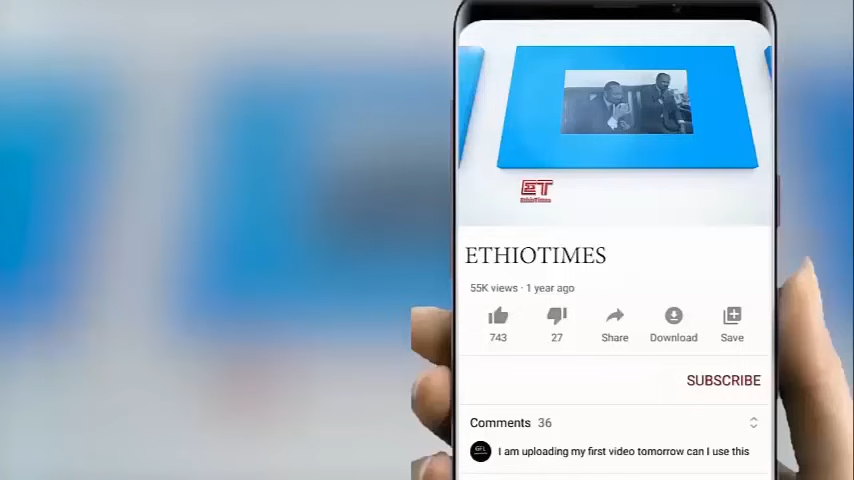 ET
EthioTimes
ETHIOTIMES
55K views · 1 year ago
743 27 Share Download Save
SUBSCRIBE
Comments 36
GFL
I am uploading my first video tomorrow can I use this